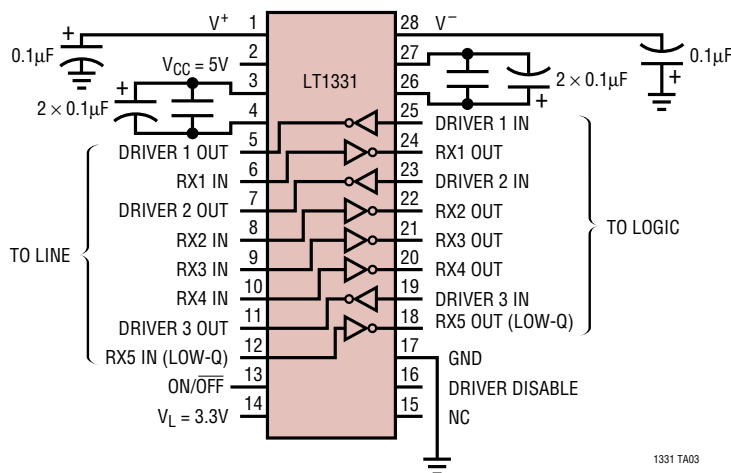 V+ 1 28 V−
0.1µF
+
2
VCC = 5V
3
4
2 × 0.1µF
+
LT1331
27
26
2 × 0.1µF
+
+
0.1µF
DRIVER 1 OUT 5 25 DRIVER 1 IN
RX1 IN 6 24 RX1 OUT
DRIVER 2 OUT 7 23 DRIVER 2 IN
RX2 IN 8 22 RX2 OUT
RX3 IN 9 21 RX3 OUT
RX4 IN 10 20 RX4 OUT
DRIVER 3 OUT 11 19 DRIVER 3 IN
RX5 IN (LOW-Q) 12 18 RX5 OUT (LOW-Q)
TO LINE
TO LOGIC
17 GND
ON/OFF 13 16 DRIVER DISABLE
VL = 3.3V 14 15 NC
1331 TA03